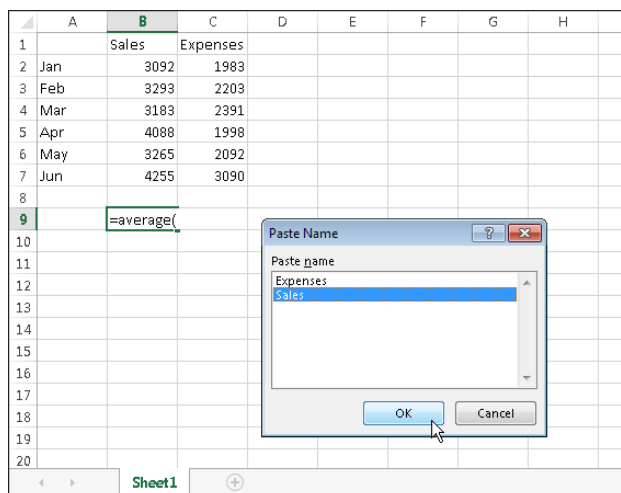 A B C D E F G H
1 Sales Expenses
2 Jan 3092 1983
3 Feb 3293 2203
4 Mar 3183 2391
5 Apr 4088 1998
6 May 3265 2092
7 Jun 4255 3090
8
9 =average(
10
11
12
13
14
15
16
17
18
19
20
Paste Name ?
Paste name
Expenses
Sales
OK Cancel
Sheet1